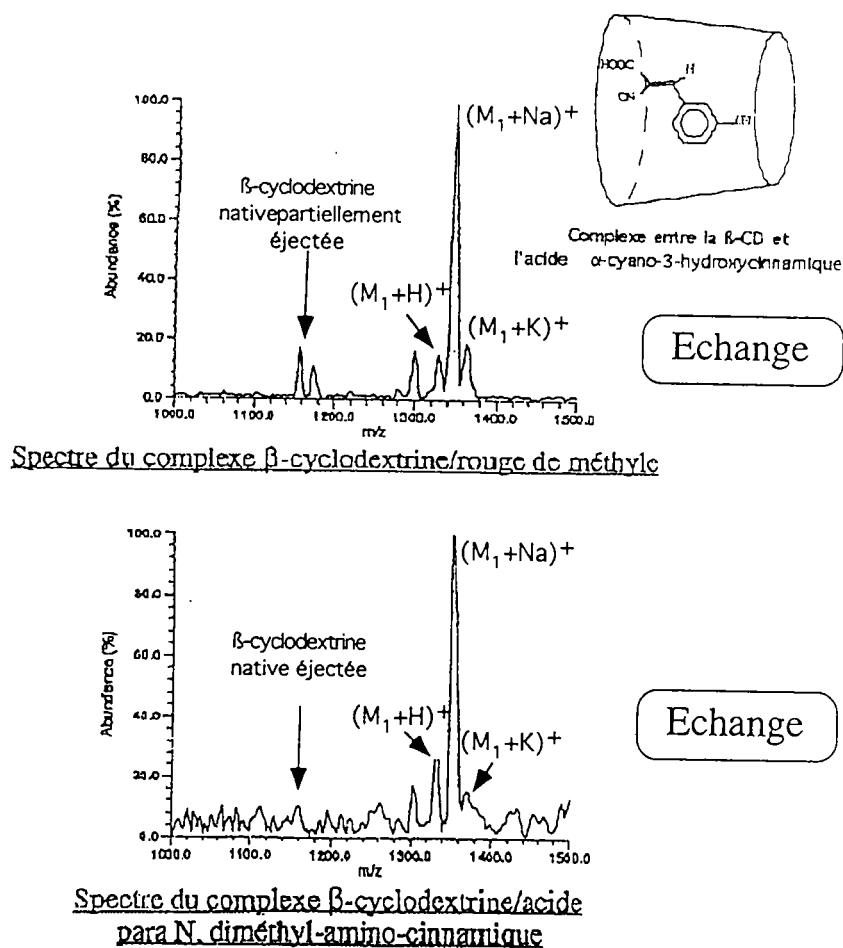 HOOC
H
CN
100.0
(M1+Na)+
80.0
ß-cyclodextrine
nativepartiellement
éjectée
Complexe entre la ß-CD et
l'acide α-cyano-3-hydroxycinnamique
Abundance (%)
60.0
40.0
(M1+H)+
(M1+K)+
Echange
20.0
0.0
1000.0 1100.0 1200.0 1300.0 1400.0 1500.0
m/z
Spectre du complexe β-cyclodextrine/rouge de méthyle
100.0
(M1+Na)+
80.0
ß-cyclodextrine
native éjectée
Abundance (%)
60.0
40.0
(M1+H)+
(M1+K)+
Echange
20.0
0.0
1000.0 1100.0 1200.0 1300.0 1400.0 1500.0
m/z
Spectre du complexe β-cyclodextrine/acide
para N. diméthyl-amino-cinnamique